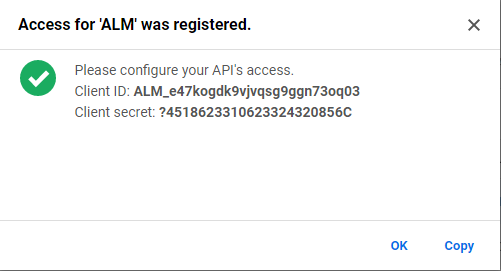 Access for 'ALM' was registered.
Please configure your API's access.
Client ID: ALM_e47kogdk9vjvqsg9ggn73oq03
Client secret: ?4518623310623324320856C
OK
Copy